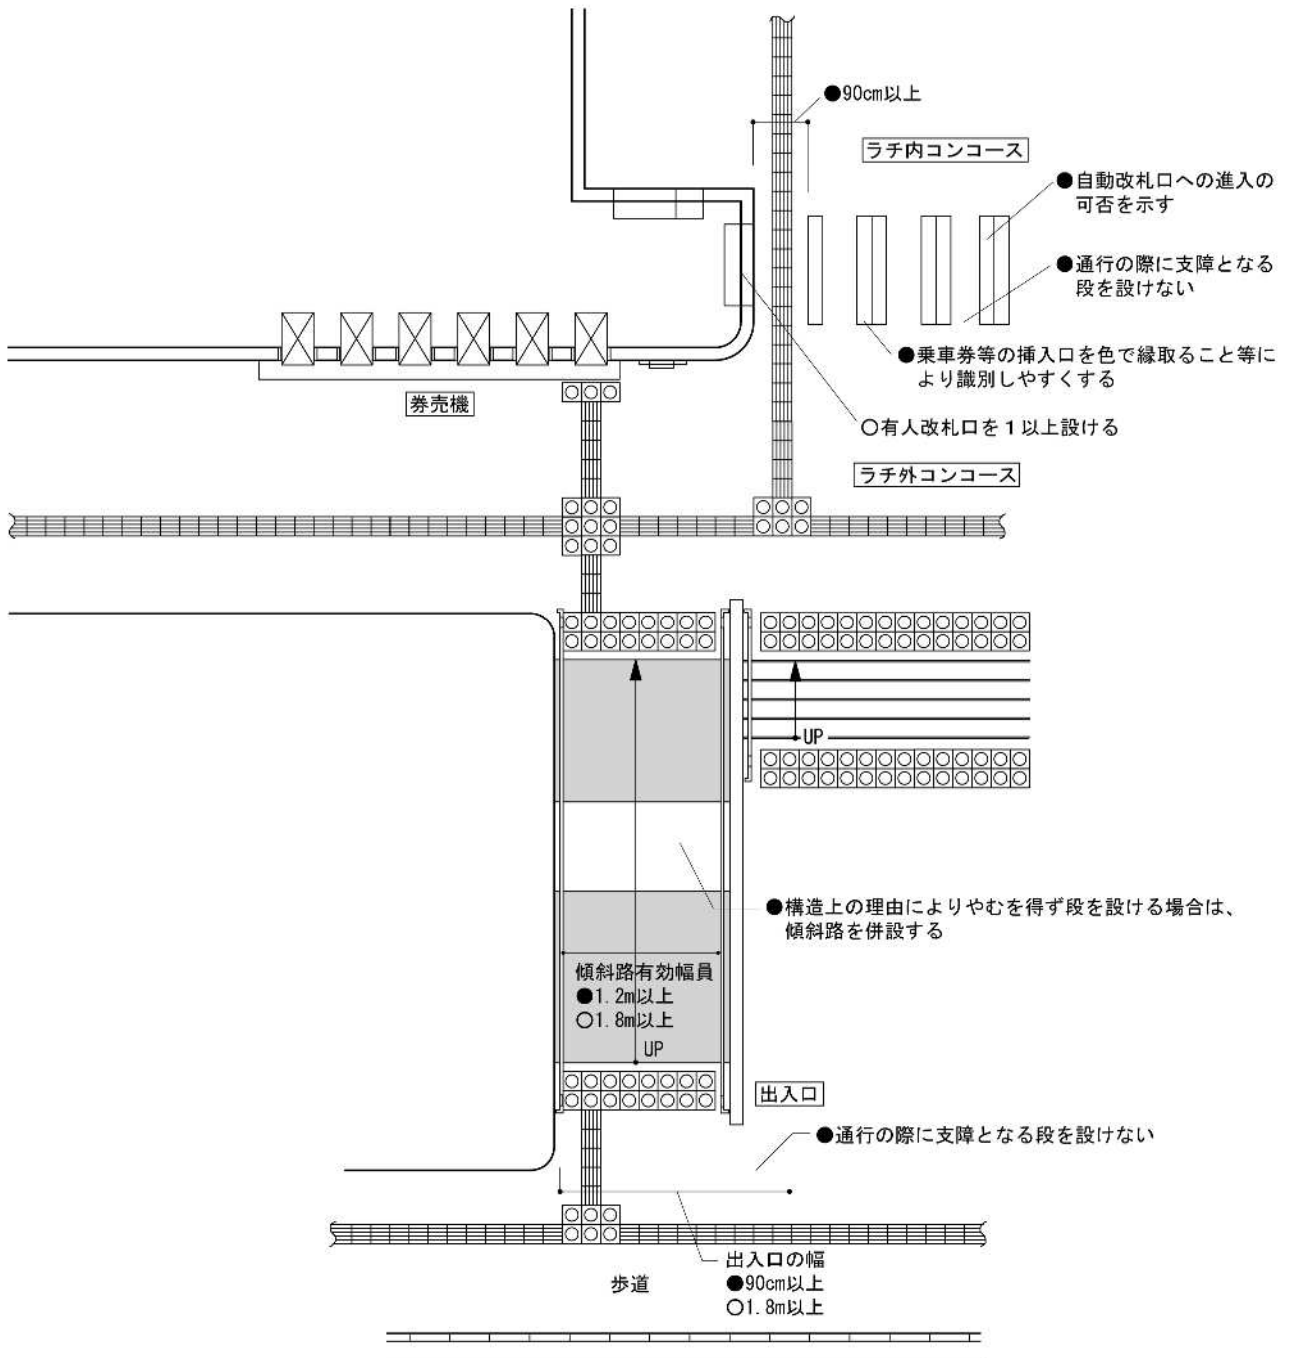 ●90cm以上
ラチ内コンコース
●自動改札口への進入の
可否を示す
●通行の際に支障となる
段を設けない
●乗車券等の挿入口を色で縁取ること等に
より識別しやすくする
券売機
○有人改札口を1以上設ける
ラチ外コンコース
UP
●構造上の理由によりやむを得ず段を設ける場合は、
傾斜路を併設する
傾斜路有効幅員
●1.2m以上
○1.8m以上
UP
出入口
●通行の際に支障となる段を設けない
出入口の幅
●90cm以上
○1.8m以上
歩道